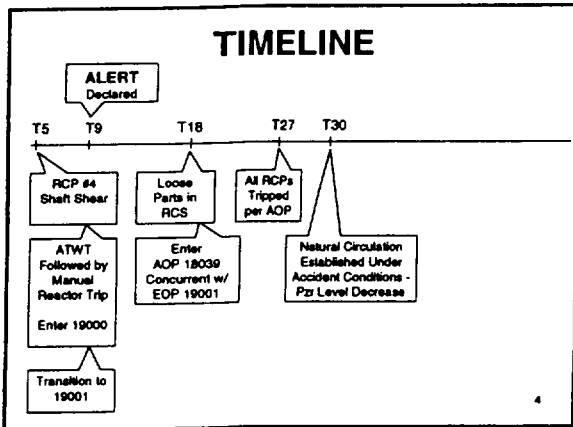 TIMELINE
ALERT
Declared
T5
T9
T18
T27
T30
RCP #4
Shaft Shear
Loose
Parts in
RCS
All RCPs
Tripped
per AOP
ATWT
Followed by
Manual
Reactor Trip
Enter 19000
Enter
AOP 18039
Concurrent w/
EOP 19001
Natural Circulation
Established Under
Accident Conditions -
Pzr Level Decrease
Transition to
19001
4